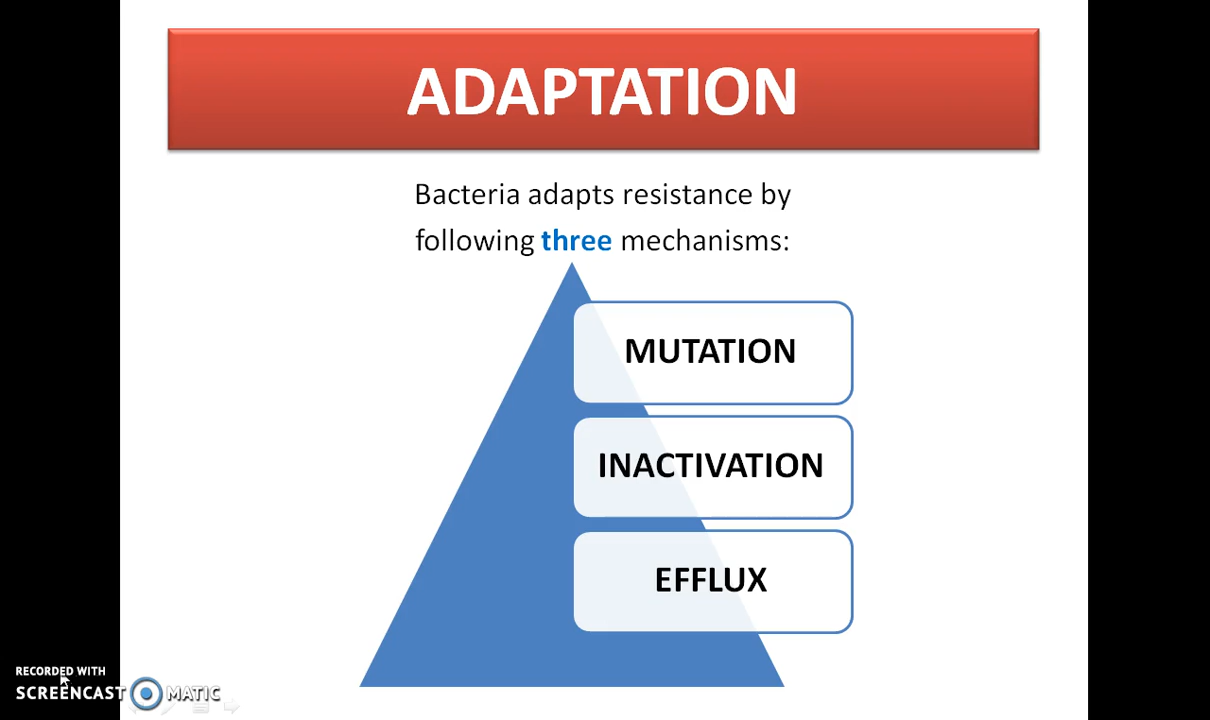 ADAPTATION
Bacteria adapts resistance by
following three mechanisms:
MUTATION
INACTIVATION
EFFLUX
RECORDED WITH
SCREENCAST MATIC